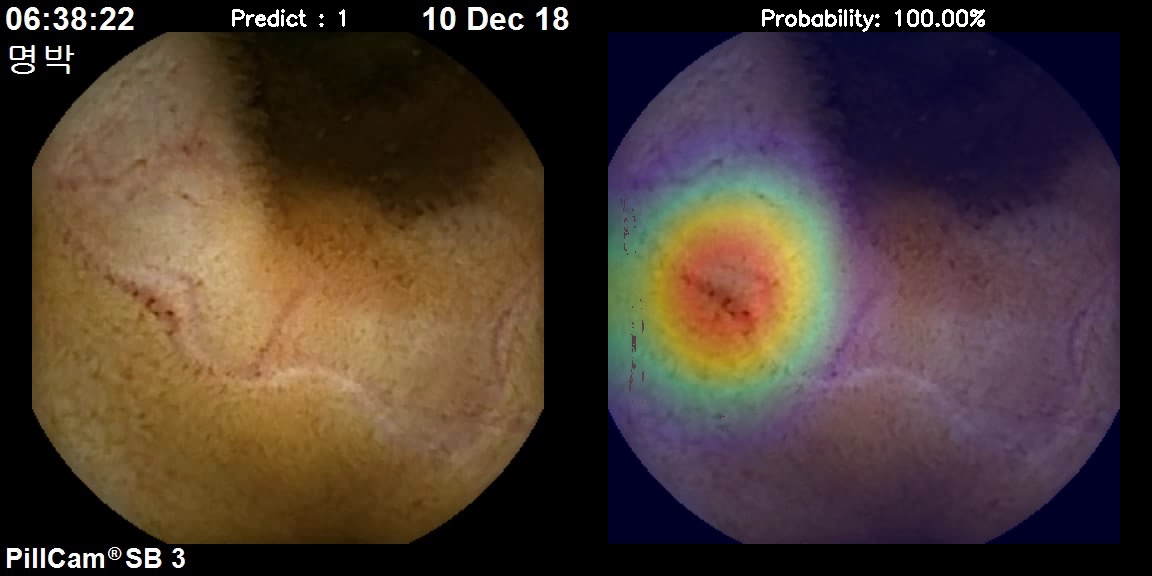 06:38:22
Predict : 1
10 Dec 18
Probability: 100.00%
명박
PillCam® SB 3